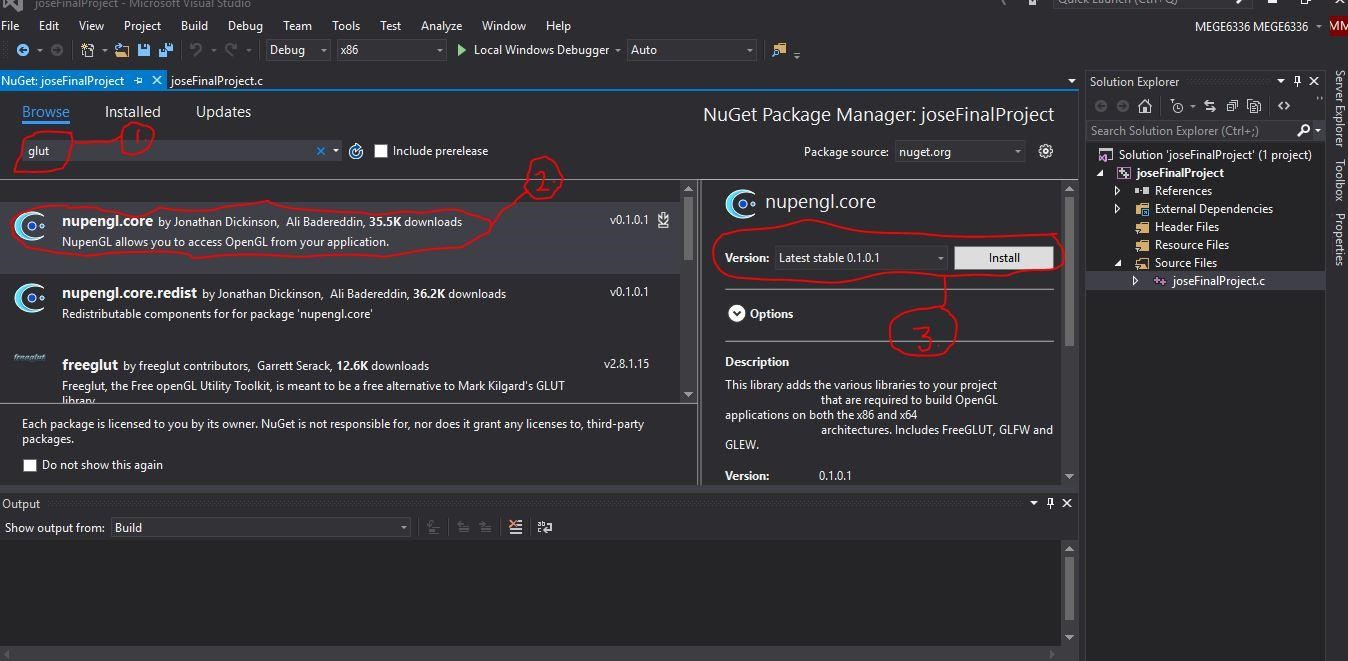 joseFinalProject - Microsoft Visual Studio
Quick Launch (Ctrl+Q)
File Edit View Project Build Debug Team Tools Test Analyze Window Help
MEGE6336 MEGE6336 MM
Debug x86 Local Windows Debugger Auto
NuGet: joseFinalProject joseFinalProject.c
Browse Installed Updates
1.
glut
Include prerelease
NuGet Package Manager: joseFinalProject
Package source: nuget.org
2.
nupengl.core by Jonathan Dickinson, Ali Badereddin, 35.5K downloads v0.1.0.1
NupenGL allows you to access OpenGL from your application.
nupengl.core.redist by Jonathan Dickinson, Ali Badereddin, 36.2K downloads v0.1.0.1
Redistributable components for for package 'nupengl.core'
freeglut
freeglut by freeglut contributors, Garrett Serack, 12.6K downloads v2.8.1.15
Freeglut, the Free openGL Utility Toolkit, is meant to be a free alternative to Mark Kilgard's GLUT
library
Each package is licensed to you by its owner. NuGet is not responsible for, nor does it grant any licenses to, third-party
packages.
Do not show this again
nupengl.core
Version: Latest stable 0.1.0.1 Install
3.
Options
Description
This library adds the various libraries to your project
that are required to build OpenGL
applications on both the x86 and x64
architectures. Includes FreeGLUT, GLFW and
GLEW.
Version: 0.1.0.1
Output
Show output from: Build
Solution Explorer
Search Solution Explorer (Ctrl+;)
Solution 'joseFinalProject' (1 project)
joseFinalProject
References
External Dependencies
Header Files
Resource Files
Source Files
joseFinalProject.c
Server Explorer
Toolbox
Properties